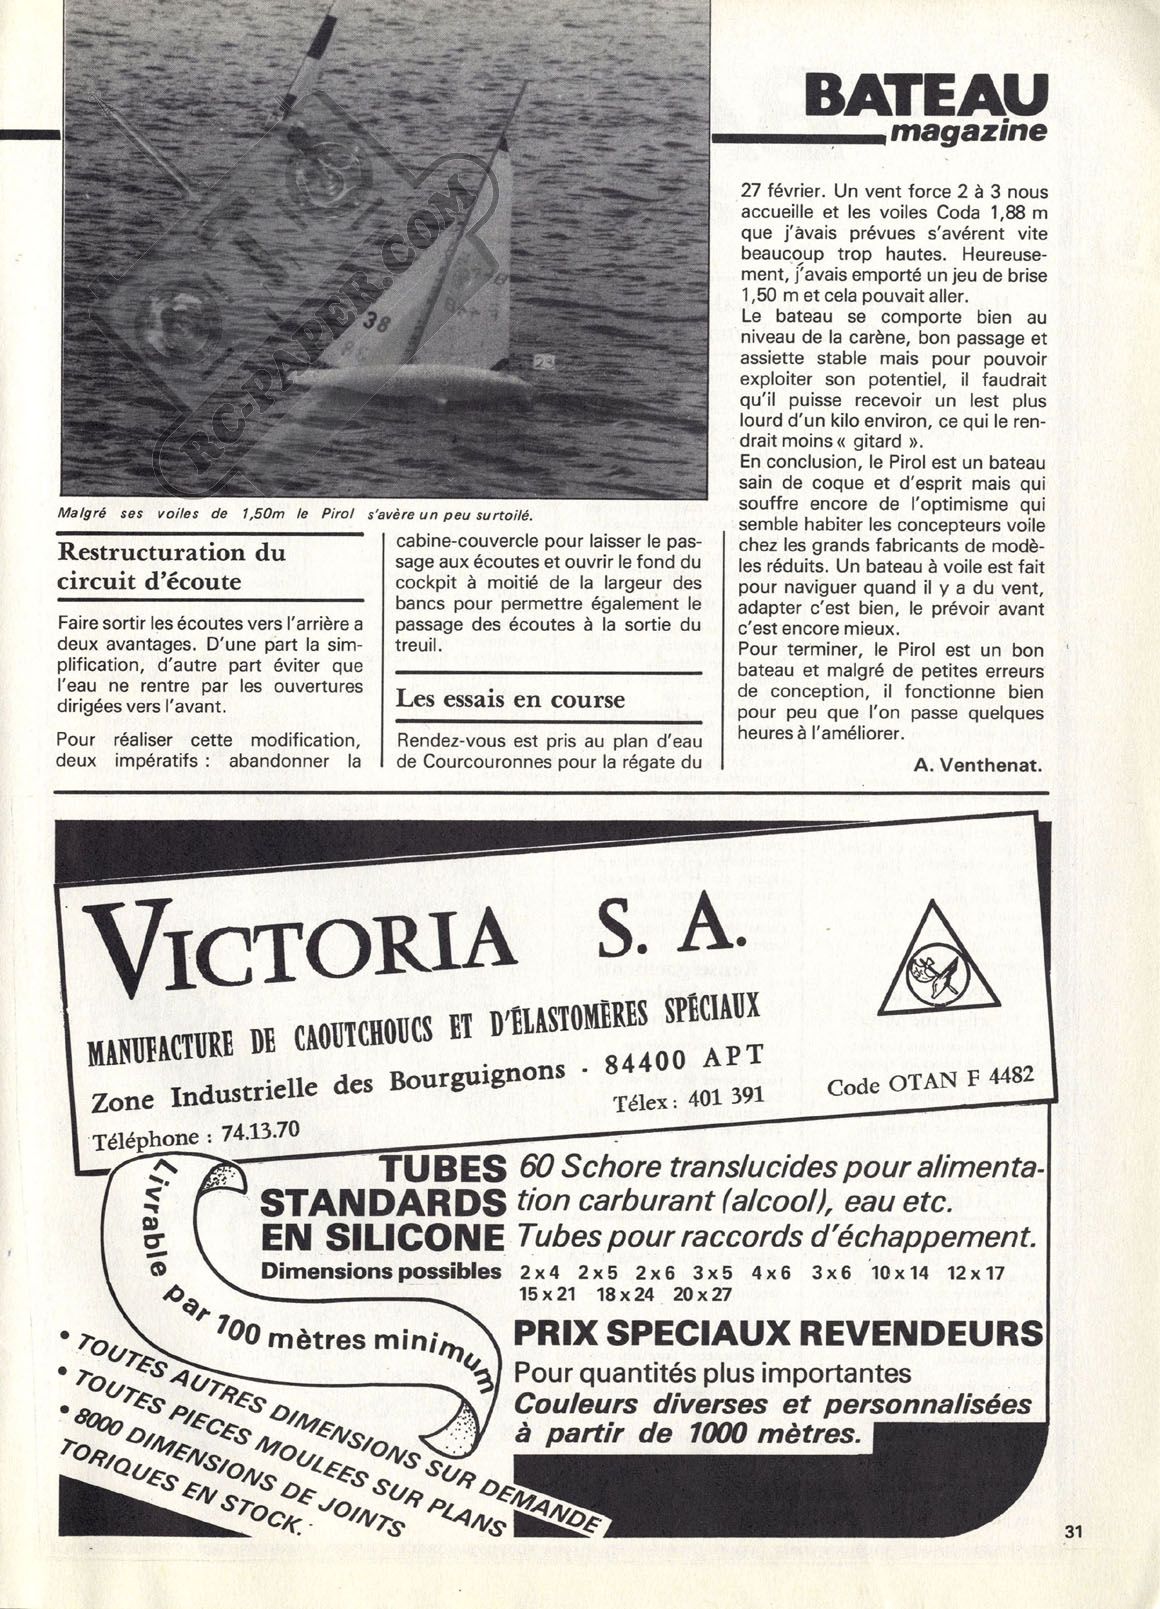 BATEAU
magazine
RC-PAPER.COM
38
23
Malgré ses voiles de 1,50m le Pirol s'avère un peu surtoilé.
Restructuration du
circuit d'écoute
Faire sortir les écoutes vers l'arrière a
deux avantages. D'une part la sim-
plification, d'autre part éviter que
l'eau ne rentre par les ouvertures
dirigées vers l'avant.
Pour réaliser cette modification,
deux impératifs : abandonner la
cabine-couvercle pour laisser le pas-
sage aux écoutes et ouvrir le fond du
cockpit à moitié de la largeur des
bancs pour permettre également le
passage des écoutes à la sortie du
treuil.
Les essais en course
Rendez-vous est pris au plan d'eau
de Courcouronnes pour la régate du
27 février. Un vent force 2 à 3 nous
accueille et les voiles Coda 1,88 m
que j'avais prévues s'avérent vite
beaucoup trop hautes. Heureuse-
ment, j'avais emporté un jeu de brise
1,50 m et cela pouvait aller.
Le bateau se comporte bien au
niveau de la carène, bon passage et
assiette stable mais pour pouvoir
exploiter son potentiel, il faudrait
qu'il puisse recevoir un lest plus
lourd d'un kilo environ, ce qui le ren-
drait moins « gitard ».
En conclusion, le Pirol est un bateau
sain de coque et d'esprit mais qui
souffre encore de l'optimisme qui
semble habiter les concepteurs voile
chez les grands fabricants de modè-
les réduits. Un bateau à voile est fait
pour naviguer quand il y a du vent,
adapter c'est bien, le prévoir avant
c'est encore mieux.
Pour terminer, le Pirol est un bon
bateau et malgré de petites erreurs
de conception, il fonctionne bien
pour peu que l'on passe quelques
heures à l'améliorer.
A. Venthenat.
VICTORIA S. A.
MANUFACTURE DE CAOUTCHOUCS ET D'ÉLASTOMÈRES SPÉCIAUX
Zone Industrielle des Bourguignons - 84400 APT
Téléphone : 74.13.70
Télex : 401 391
Code OTAN F 4482
Livrable par 100 mètres minimum
TUBES
STANDARDS
EN SILICONE
60 Schore translucides pour alimenta-
tion carburant (alcool), eau etc.
Tubes pour raccords d'échappement.
Dimensions possibles 2 x 4 2 x 5 2 x 6 3 x 5 4 x 6 3 x 6 10 x 14 12 x 17
15 x 21 18 x 24 20 x 27
PRIX SPECIAUX REVENDEURS
Pour quantités plus importantes
Couleurs diverses et personnalisées
à partir de 1000 mètres.
• TOUTES AUTRES DIMENSIONS SUR DEMANDE
• TOUTES PIECES MOULEES SUR PLANS
• 8000 DIMENSIONS DE JOINTS
TORIQUES EN STOCK.
31